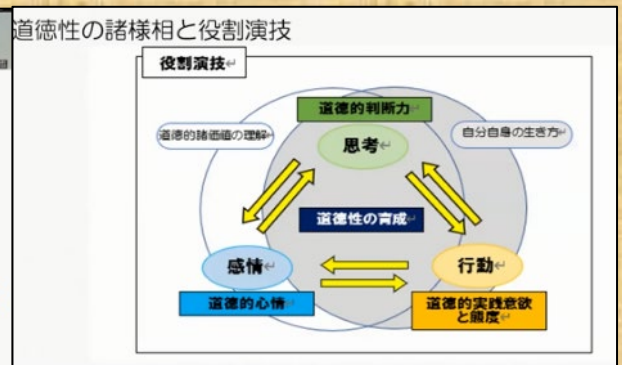 道徳性の諸様相と役割演技
役割演技
道徳的判断力
道徳的諸価値の理解
自分自身の生き方
思考
道徳性の育成
感情
行動
道徳的心情
道徳的実践意欲
と態度